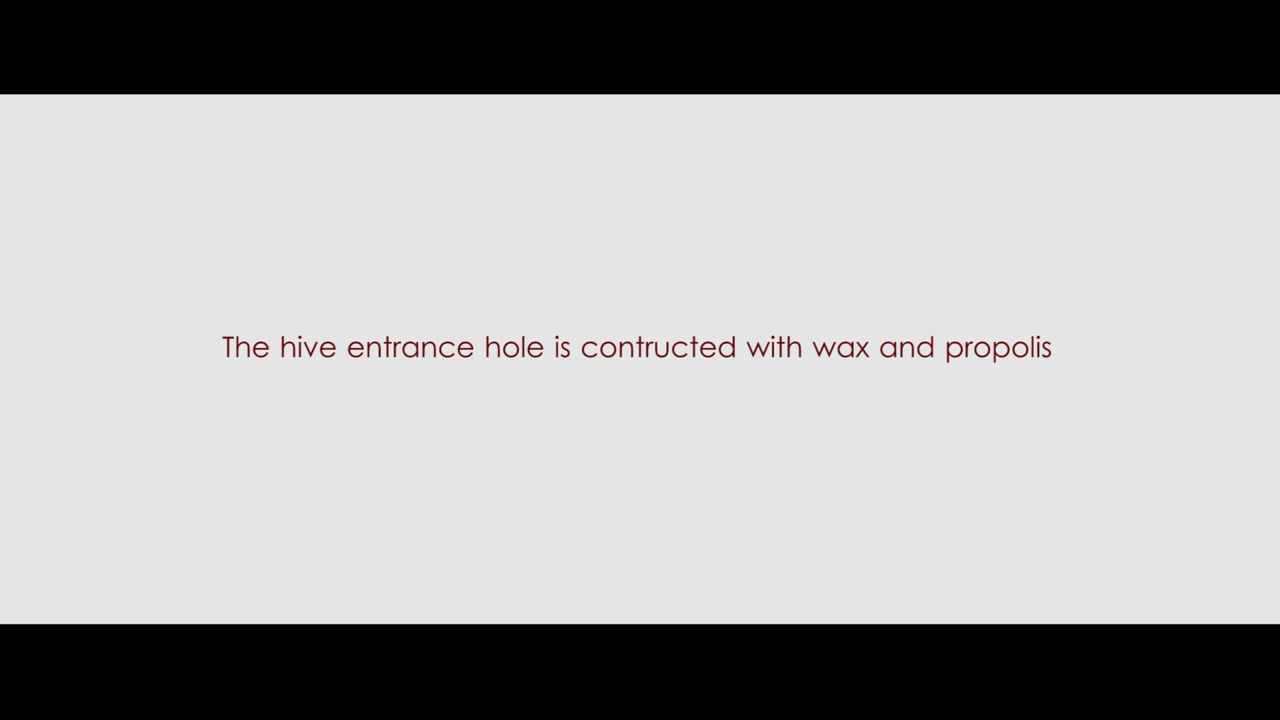 The hive entrance hole is contructed with wax and propolis